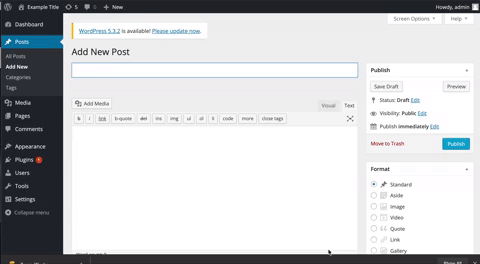 Example Title 5 0 New Howdy, admin
Screen Options Help
Dashboard
Posts
All Posts
Add New
Categories
Tags
Media
Pages
Comments
Appearance
Plugins 1
Users
Tools
Settings
Collapse menu
WordPress 5.3.2 is available! Please update now.
Add New Post
Add Media
Visual Text
b i link b-quote del ins img ul ol li code more close tags
Publish
Save Draft Preview
Status: Draft Edit
Visibility: Public Edit
Publish immediately Edit
Move to Trash Publish
Format
Standard
Aside
Image
Video
Quote
Link
Gallery
Show All